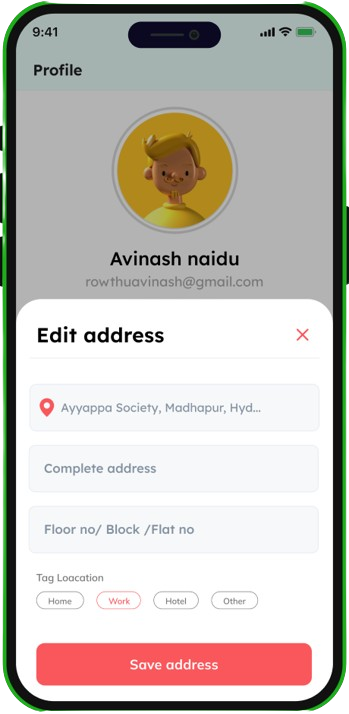 9:41
Profile
Avinash naidu
rowthuavinash@gmail.com
Edit address
Ayyappa Society, Madhapur, Hyd...
Complete address
Floor no/ Block /Flat no
Tag Loacation
Home Work Hotel Other
Save address